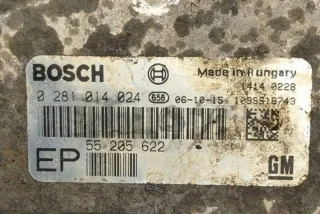 BOSCH
Made in Hungary
1414 0228
0 281 014 024 658 06-10-15 1039S18743
55 205 622
EP
GM